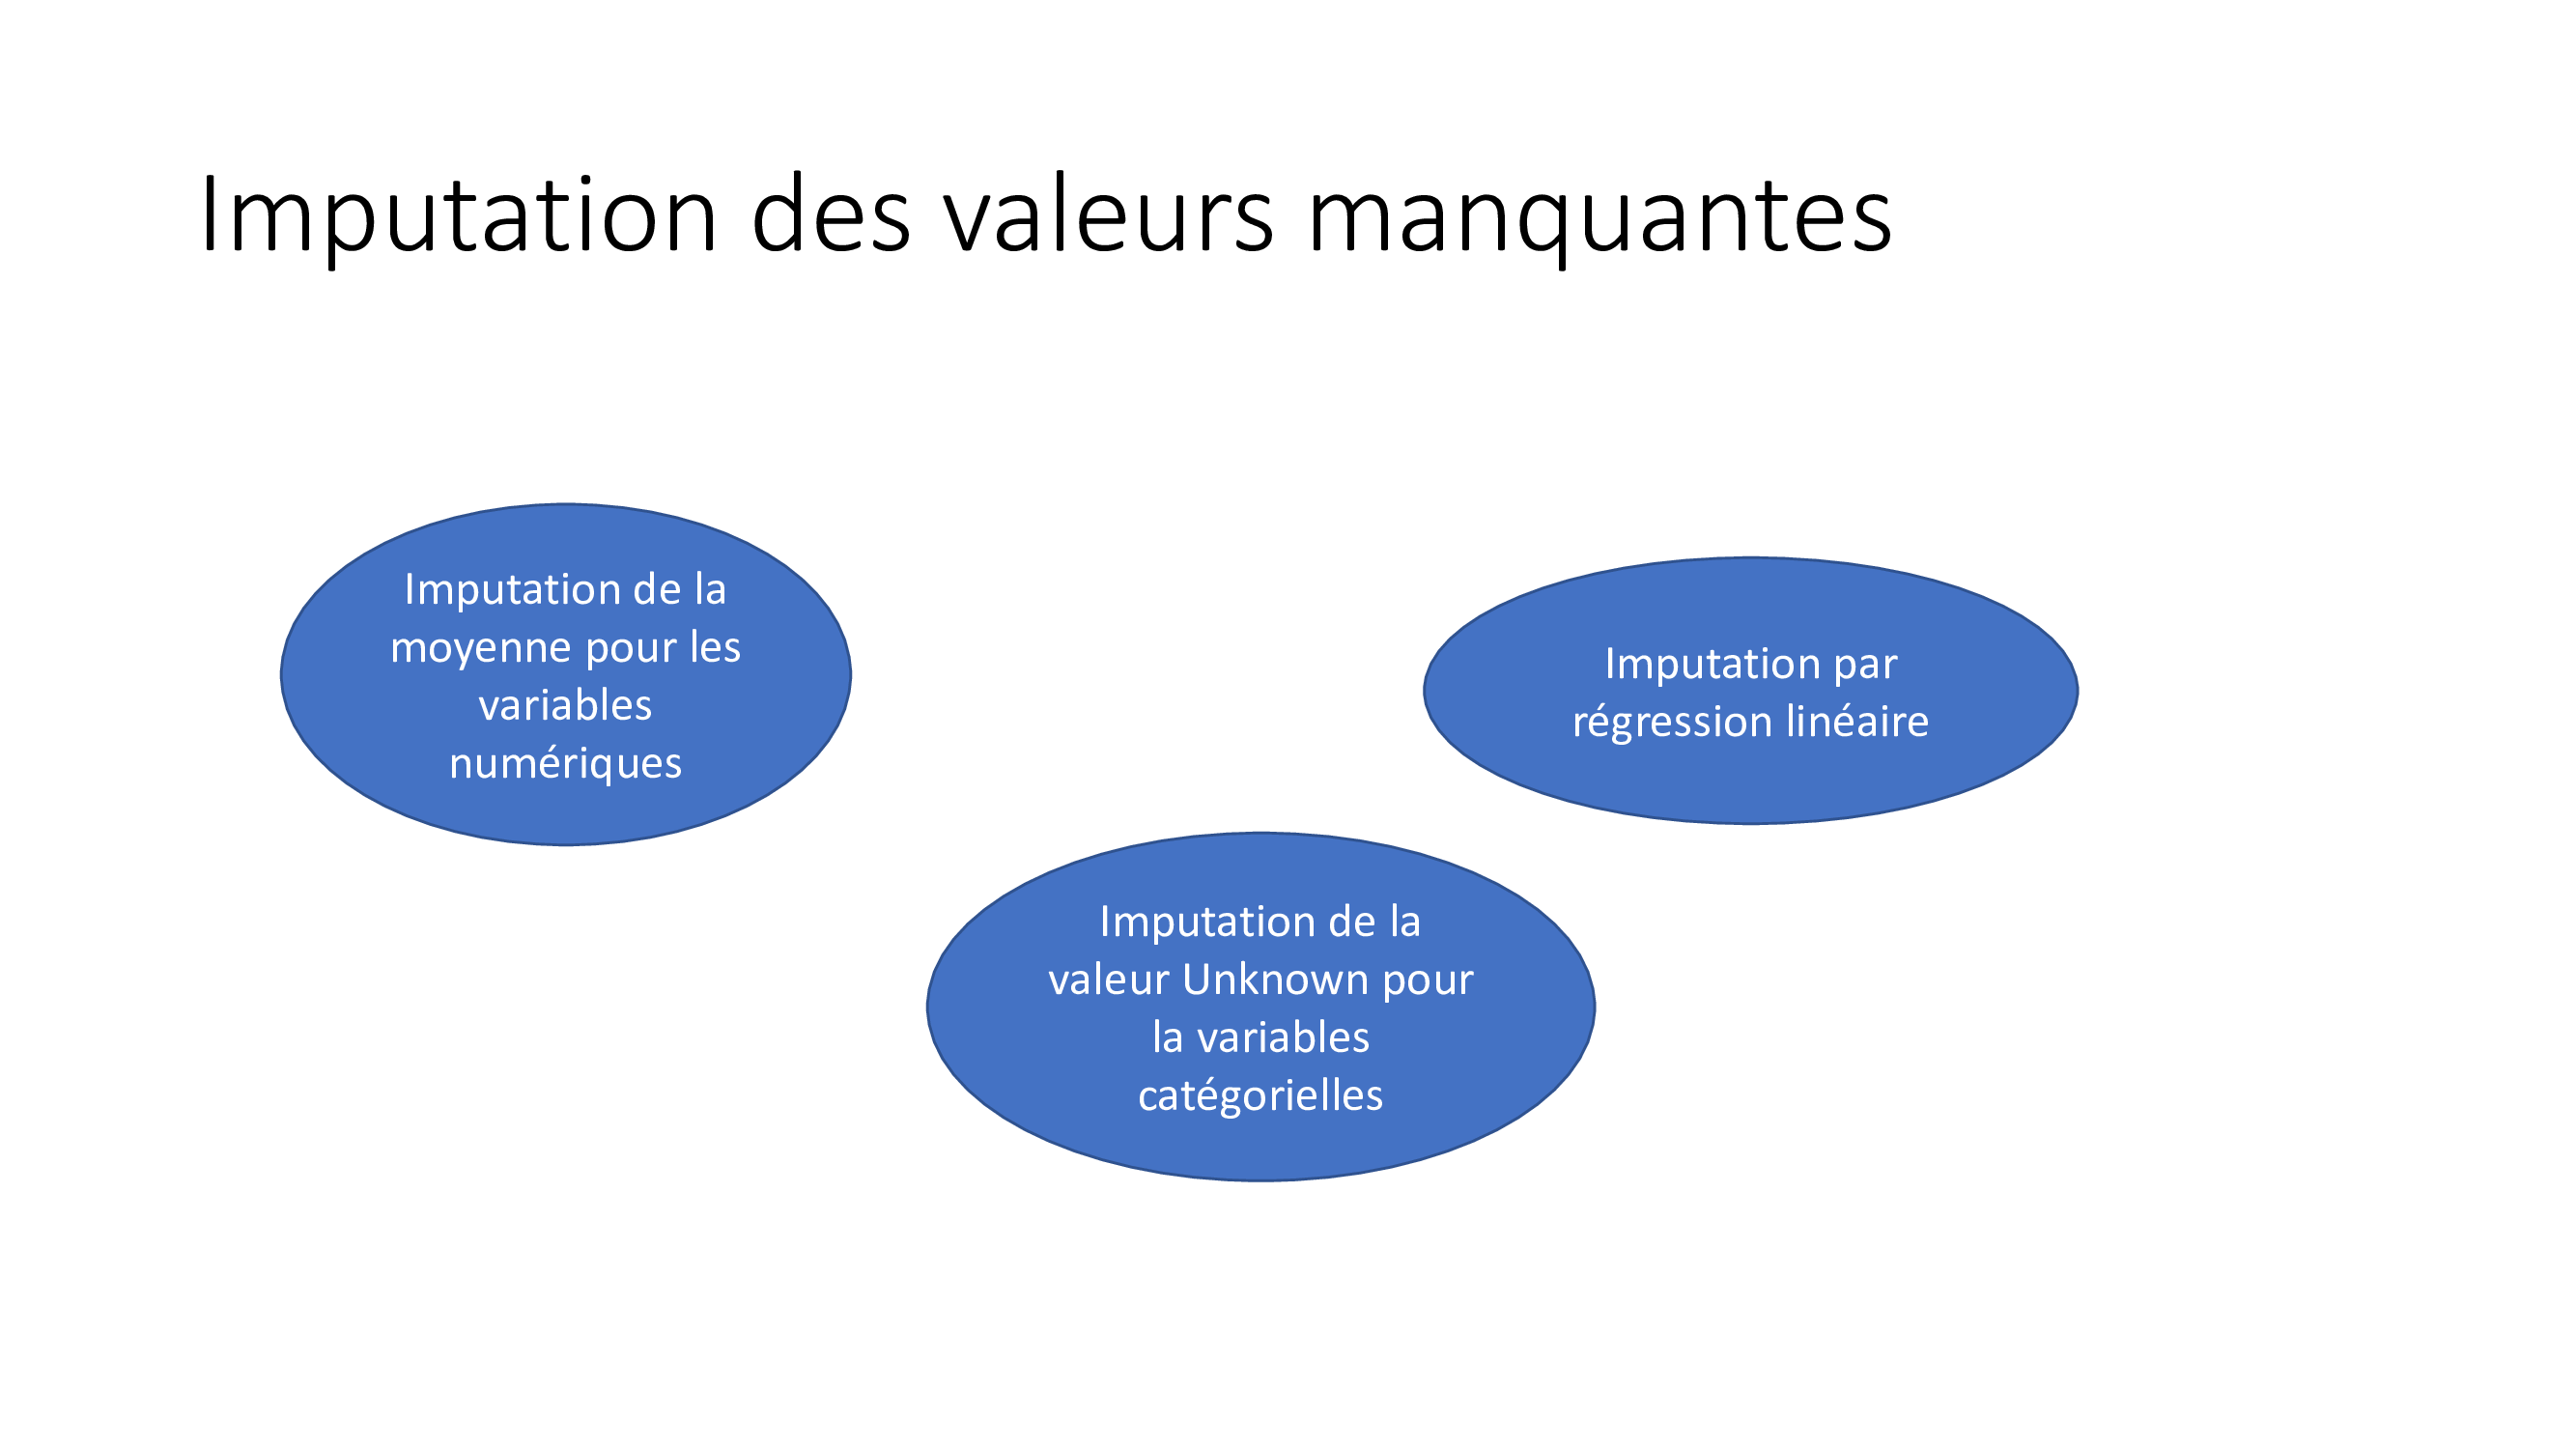 Imputation des valeurs manquantes
Imputation de la
moyenne pour les
variables
numériques
Imputation par
régression linéaire
Imputation de la
valeur Unknown pour
la variables
catégorielles